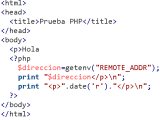 <html>
<head>
<title>Prueba PHP</title>
</head>
<body>
<p>Hola
<?php
$direccion=getenv("REMOTE_ADDR");
print "$direccion</p>\n";
print "<p>".date('r')."</p>\n";
?>
</body>
</html>